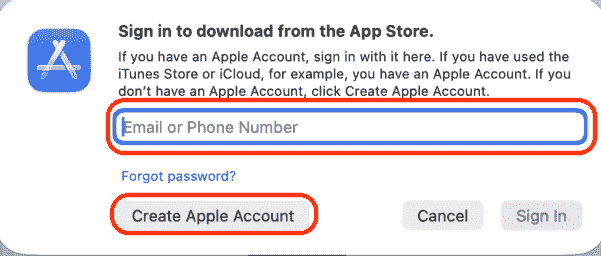 Sign in to download from the App Store.
If you have an Apple Account, sign in with it here. If you have used the
iTunes Store or iCloud, for example, you have an Apple Account. If you
don't have an Apple Account, click Create Apple Account.
Email or Phone Number
Forgot password?
Create Apple Account
Cancel
Sign In